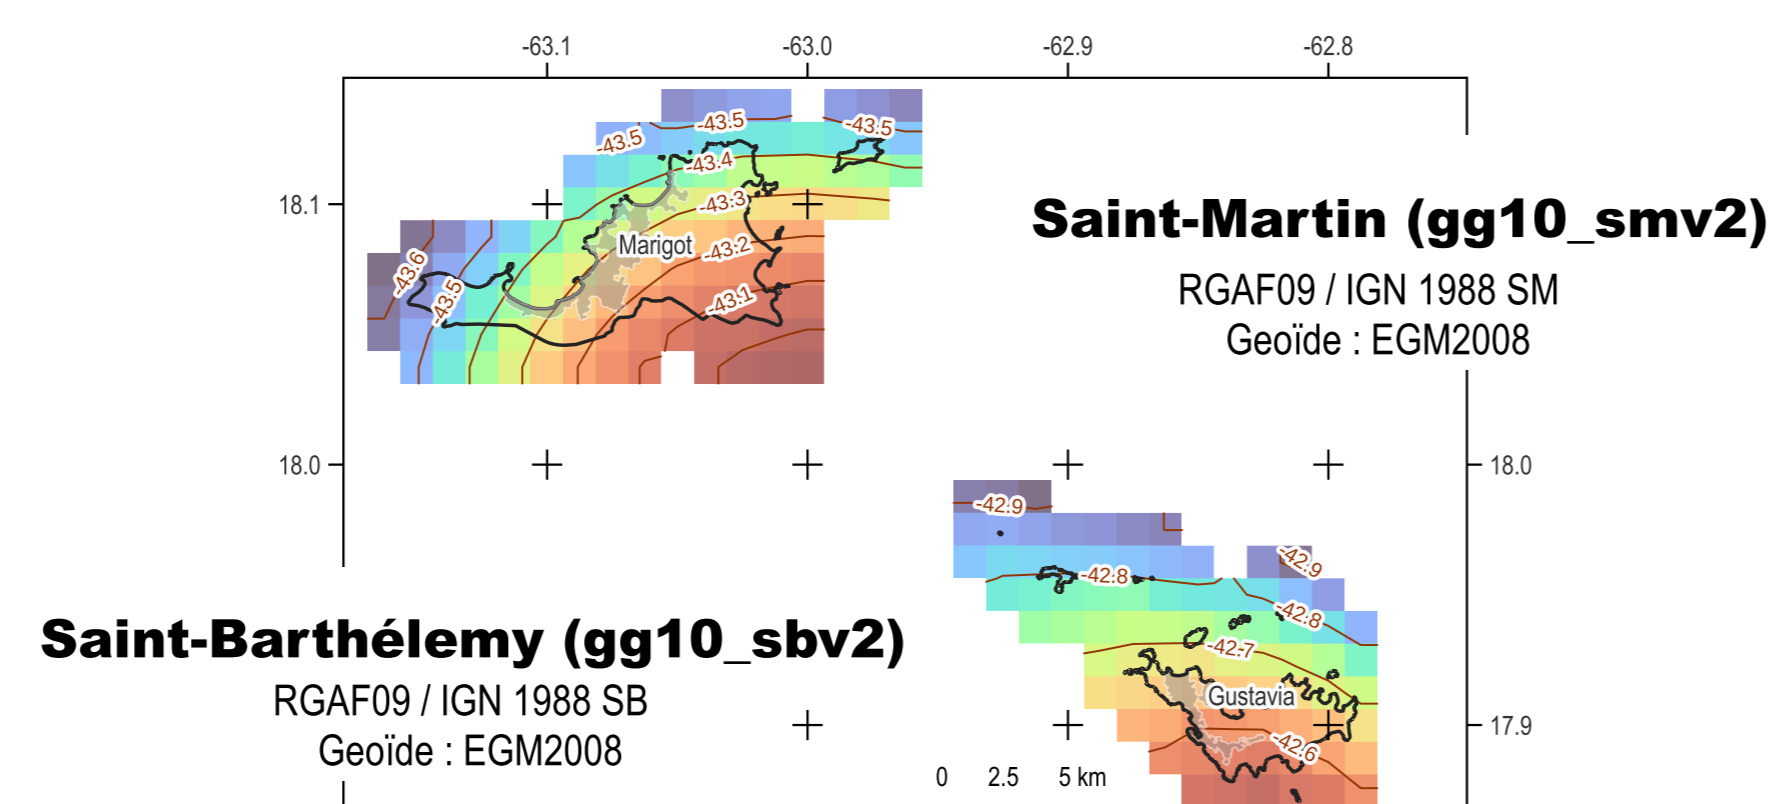 -63.1 -63.0 -62.9 -62.8
-43.5 -43.5 -43.5
-43.4
18.1 -43.3
Saint-Martin (gg10_smv2)
Marigot -43.2
-43.6 -43.5 -43.1
RGAF09 / IGN 1988 SM
Geoïde : EGM2008
18.0 18.0
-42.9
-42.9
-42.8
-42.8
Saint-Barthélemy (gg10_sbv2)
-42.7
RGAF09 / IGN 1988 SB
Gustavia
17.9
-42.6
Geoïde : EGM2008
0 2.5 5 km